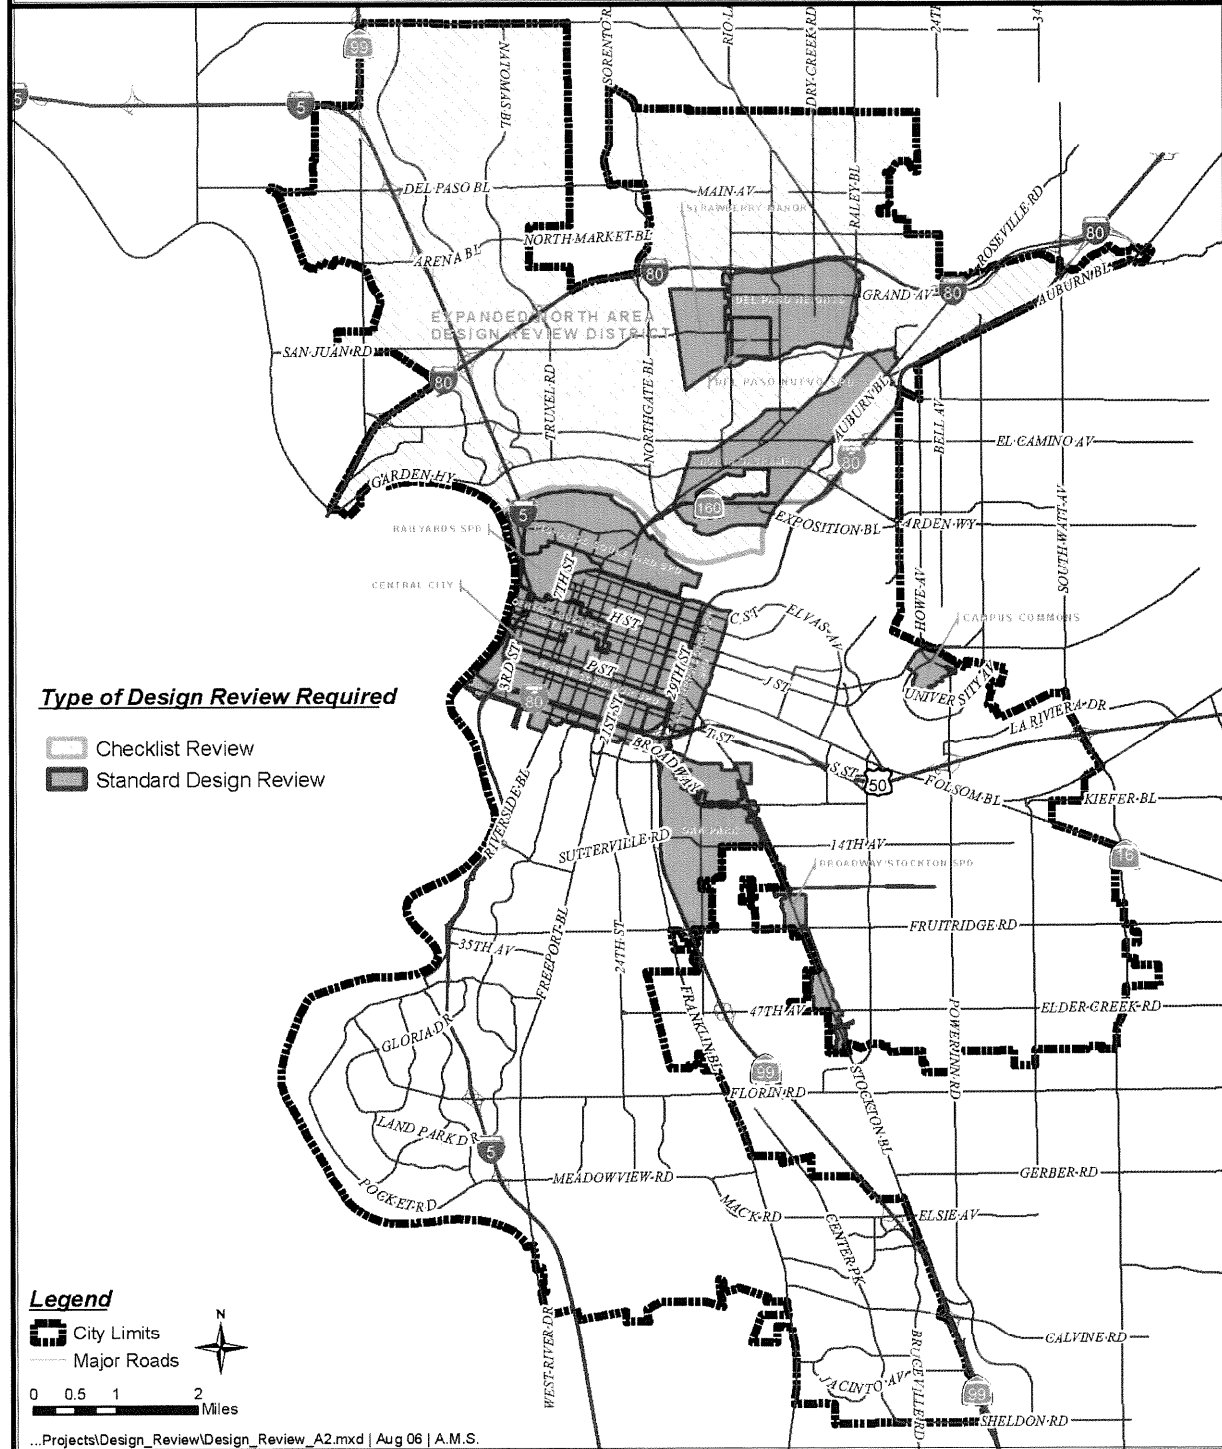 SORENTO R
RIO L
DRY CREEK RD
24TH
34
99
NATOMAS BL
5
5
DEL PASO BL
MAIN AV
RALEY BL
STRAWBERRY MANOR
ROSEVILLE RD
80
NORTH MARKET BL
ARENA BL
80
GRAND AV
80
AUBURN BL
EXPANDED NORTH AREA
DESIGN REVIEW DISTRICT
DEL PASO HEIGHTS
SAN JUAN RD
80
TRUXEL RD
NORTHGATE BL
DEL PASO NUEVO SPD
AUBURN BL
BELL AV
EL CAMINO AV
80
GARDEN HY
160
5
EXPOSITION BL
ARDEN WY
SOUTH WATT AV
RAILYARDS SPD
CENTRAL CITY
7TH ST
H ST
C ST
ELVAS AV
HOWE AV
CAMPUS COMMONS
3RD ST
P ST
29TH ST
J ST
UNIVERSITY AV
80
21ST ST
LA RIVIERA DR
Type of Design Review Required
Checklist Review
Standard Design Review
BROADWAY
T ST
S ST
50
FOLSOM BL
KIEFER BL
RIVERSIDE BL
SUTTERVILLE RD
OAK PARK
14TH AV
16
BROADWAY STOCKTON SPD
FREEPORT BL
24TH ST
FRUITRIDGE RD
35TH AV
FRANKLIN BL
47TH AV
POWER INN RD
ELDER CREEK RD
GLORIA DR
99
FLORIN RD
STOCKTON BL
LAND PARK DR
5
POCKET RD
MEADOWVIEW RD
GERBER RD
MACK RD
CENTER PK
ELSIE AV
WEST RIVER DR
CALVINE RD
JACINTO AV
BRUCEVILLE RD
99
SHELDON RD
Legend
City Limits
Major Roads
N
0 0.5 1 2
Miles
...Projects\Design_Review\Design_Review_A2.mxd | Aug 06 | A.M.S.